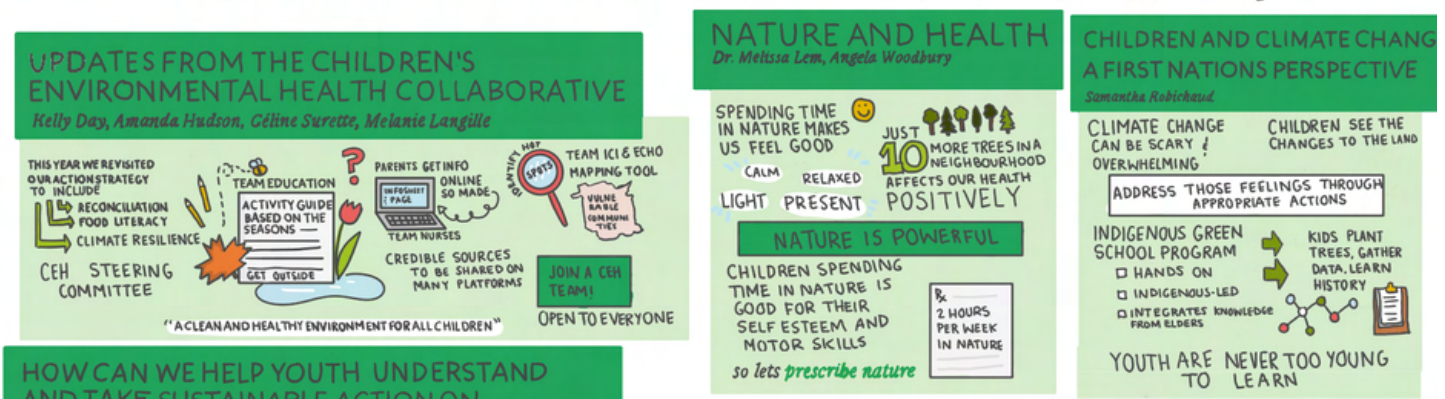 UPDATES FROM THE CHILDREN'S
ENVIRONMENTAL HEALTH COLLABORATIVE
Kelly Day, Amanda Hudson, Céline Surette, Melanie Langille
THIS YEAR WE REVISITED
OUR ACTION STRATEGY
TO INCLUDE
RECONCILIATION
FOOD LITERACY
CLIMATE RESILIENCE
CEH STEERING
COMMITTEE
TEAM EDUCATION
ACTIVITY GUIDE
BASED ON THE
SEASONS —
GET OUTSIDE
?
PARENTS GET INFO
ONLINE
SO MADE
INFOSHEET
PAGE
TEAM NURSES
CREDIBLE SOURCES
TO BE SHARED ON
MANY PLATFORMS
IDENTIFY HOT
SPOTS
TEAM ICI & ECHO
MAPPING TOOL
VULNE
RABLE
COMMUNI
TIES
JOIN A CEH
TEAM!
OPEN TO EVERYONE
"A CLEAN AND HEALTHY ENVIRONMENT FOR ALL CHILDREN"
HOW CAN WE HELP YOUTH UNDERSTAND
AND TAKE SUSTAINABLE ACTION ON
NATURE AND HEALTH
Dr. Melissa Lem, Angela Woodbury
SPENDING TIME
IN NATURE MAKES
US FEEL GOOD
CALM
RELAXED
LIGHT
PRESENT
JUST
10 MORE TREES IN A
NEIGHBOURHOOD
AFFECTS OUR HEALTH
POSITIVELY
NATURE IS POWERFUL
CHILDREN SPENDING
TIME IN NATURE IS
GOOD FOR THEIR
SELF ESTEEM AND
MOTOR SKILLS
so lets prescribe nature
℞
2 HOURS
PER WEEK
IN NATURE
CHILDREN AND CLIMATE CHANG
A FIRST NATIONS PERSPECTIVE
Samantha Robichaud
CLIMATE CHANGE
CAN BE SCARY &
OVERWHELMING
CHILDREN SEE THE
CHANGES TO THE LAND
ADDRESS THOSE FEELINGS THROUGH
APPROPRIATE ACTIONS
INDIGENOUS GREEN
SCHOOL PROGRAM
HANDS ON
INDIGENOUS-LED
INTEGRATES KNOWLEDGE
FROM ELDERS
KIDS PLANT
TREES, GATHER
DATA, LEARN
HISTORY
YOUTH ARE NEVER TOO YOUNG
TO LEARN